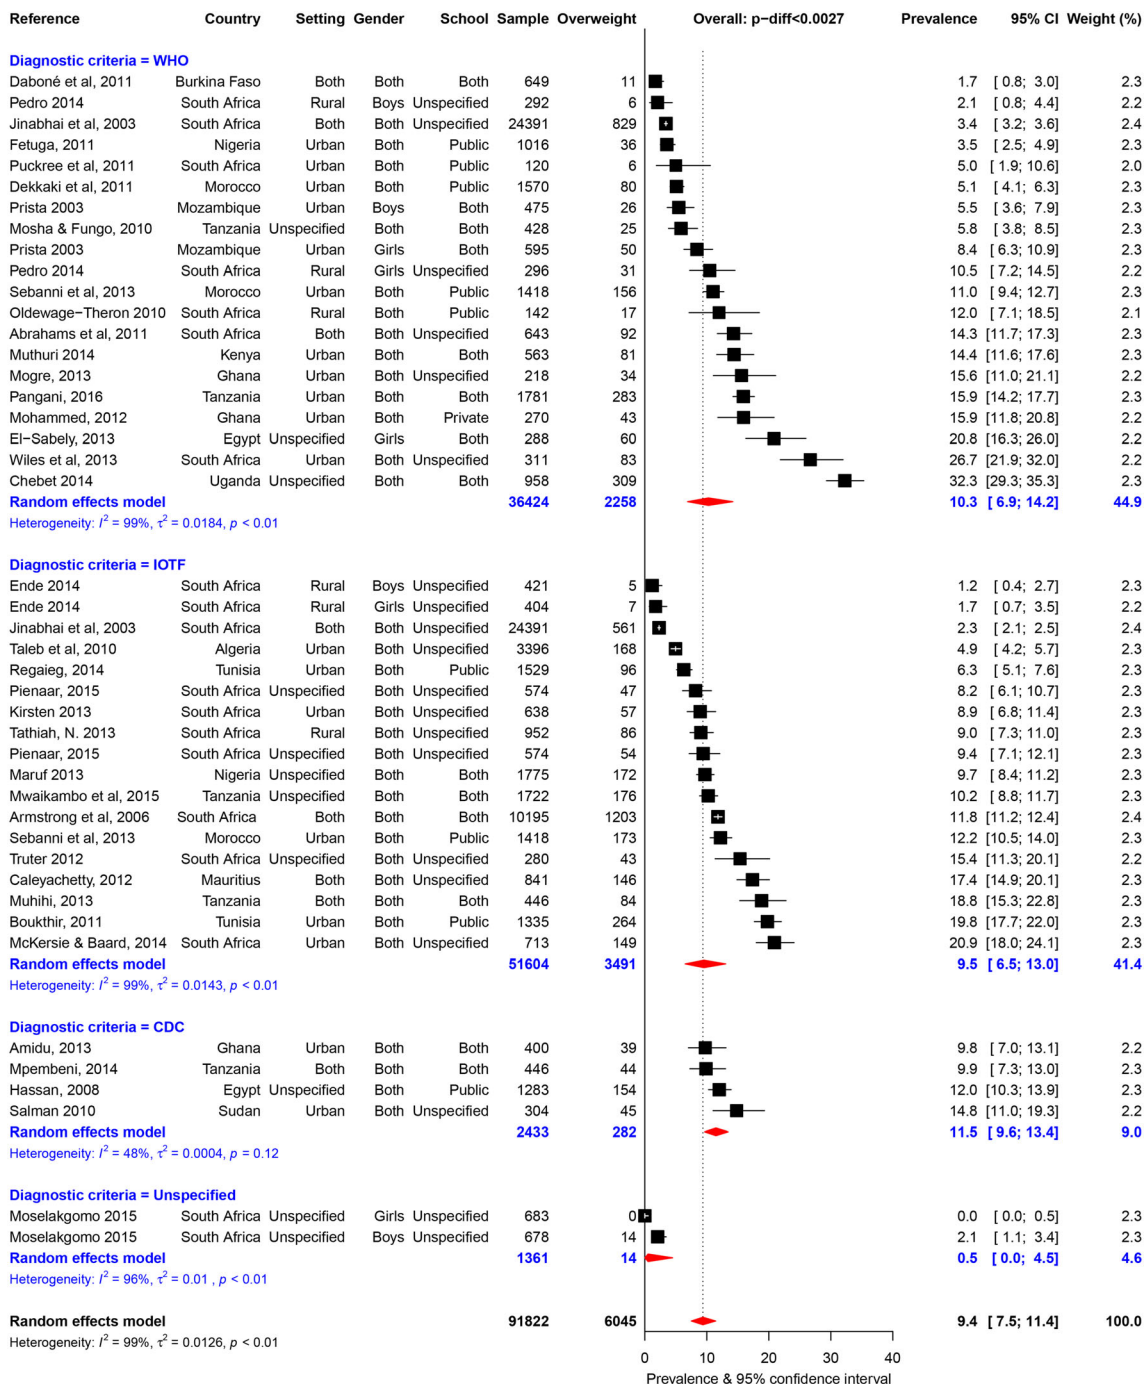 Reference Country Setting Gender School Sample Overweight Overall: p−diff<0.0027 Prevalence 95% CI Weight (%)
Diagnostic criteria = WHO
Daboné et al, 2011 Burkina Faso Both Both Both 649 11 1.7 [ 0.8; 3.0] 2.3
Pedro 2014 South Africa Rural Boys Unspecified 292 6 2.1 [ 0.8; 4.4] 2.2
Jinabhai et al, 2003 South Africa Both Both Unspecified 24391 829 3.4 [ 3.2; 3.6] 2.4
Fetuga, 2011 Nigeria Urban Both Public 1016 36 3.5 [ 2.5; 4.9] 2.3
Puckree et al, 2011 South Africa Urban Both Public 120 6 5.0 [ 1.9; 10.6] 2.0
Dekkaki et al, 2011 Morocco Urban Both Public 1570 80 5.1 [ 4.1; 6.3] 2.3
Prista 2003 Mozambique Urban Boys Both 475 26 5.5 [ 3.6; 7.9] 2.3
Mosha & Fungo, 2010 Tanzania Unspecified Both Both 428 25 5.8 [ 3.8; 8.5] 2.3
Prista 2003 Mozambique Urban Girls Both 595 50 8.4 [ 6.3; 10.9] 2.3
Pedro 2014 South Africa Rural Girls Unspecified 296 31 10.5 [ 7.2; 14.5] 2.2
Sebanni et al, 2013 Morocco Urban Both Public 1418 156 11.0 [ 9.4; 12.7] 2.3
Oldewage−Theron 2010 South Africa Rural Both Public 142 17 12.0 [ 7.1; 18.5] 2.1
Abrahams et al, 2011 South Africa Both Both Unspecified 643 92 14.3 [11.7; 17.3] 2.3
Muthuri 2014 Kenya Urban Both Both 563 81 14.4 [11.6; 17.6] 2.3
Mogre, 2013 Ghana Urban Both Unspecified 218 34 15.6 [11.0; 21.1] 2.2
Pangani, 2016 Tanzania Urban Both Both 1781 283 15.9 [14.2; 17.7] 2.3
Mohammed, 2012 Ghana Urban Both Private 270 43 15.9 [11.8; 20.8] 2.2
El−Sabely, 2013 Egypt Unspecified Girls Both 288 60 20.8 [16.3; 26.0] 2.2
Wiles et al, 2013 South Africa Urban Both Unspecified 311 83 26.7 [21.9; 32.0] 2.2
Chebet 2014 Uganda Unspecified Both Both 958 309 32.3 [29.3; 35.3] 2.3
Random effects model 36424 2258 10.3 [ 6.9; 14.2] 44.9
Heterogeneity: I² = 99%, τ² = 0.0184, p < 0.01
Diagnostic criteria = IOTF
Ende 2014 South Africa Rural Boys Unspecified 421 5 1.2 [ 0.4; 2.7] 2.3
Ende 2014 South Africa Rural Girls Unspecified 404 7 1.7 [ 0.7; 3.5] 2.2
Jinabhai et al, 2003 South Africa Both Both Unspecified 24391 561 2.3 [ 2.1; 2.5] 2.4
Taleb et al, 2010 Algeria Urban Both Unspecified 3396 168 4.9 [ 4.2; 5.7] 2.3
Regaieg, 2014 Tunisia Urban Both Public 1529 96 6.3 [ 5.1; 7.6] 2.3
Pienaar, 2015 South Africa Unspecified Both Unspecified 574 47 8.2 [ 6.1; 10.7] 2.3
Kirsten 2013 South Africa Urban Both Unspecified 638 57 8.9 [ 6.8; 11.4] 2.3
Tathiah, N. 2013 South Africa Rural Both Unspecified 952 86 9.0 [ 7.3; 11.0] 2.3
Pienaar, 2015 South Africa Unspecified Both Unspecified 574 54 9.4 [ 7.1; 12.1] 2.3
Maruf 2013 Nigeria Unspecified Both Both 1775 172 9.7 [ 8.4; 11.2] 2.3
Mwaikambo et al, 2015 Tanzania Unspecified Both Both 1722 176 10.2 [ 8.8; 11.7] 2.3
Armstrong et al, 2006 South Africa Both Both Both 10195 1203 11.8 [11.2; 12.4] 2.4
Sebanni et al, 2013 Morocco Urban Both Public 1418 173 12.2 [10.5; 14.0] 2.3
Truter 2012 South Africa Unspecified Both Unspecified 280 43 15.4 [11.3; 20.1] 2.2
Caleyachetty, 2012 Mauritius Both Both Unspecified 841 146 17.4 [14.9; 20.1] 2.3
Muhihi, 2013 Tanzania Both Both Both 446 84 18.8 [15.3; 22.8] 2.3
Boukthir, 2011 Tunisia Urban Both Public 1335 264 19.8 [17.7; 22.0] 2.3
McKersie & Baard, 2014 South Africa Urban Both Unspecified 713 149 20.9 [18.0; 24.1] 2.3
Random effects model 51604 3491 9.5 [ 6.5; 13.0] 41.4
Heterogeneity: I² = 99%, τ² = 0.0143, p < 0.01
Diagnostic criteria = CDC
Amidu, 2013 Ghana Urban Both Both 400 39 9.8 [ 7.0; 13.1] 2.2
Mpembeni, 2014 Tanzania Both Both Both 446 44 9.9 [ 7.3; 13.0] 2.3
Hassan, 2008 Egypt Unspecified Both Public 1283 154 12.0 [10.3; 13.9] 2.3
Salman 2010 Sudan Urban Both Unspecified 304 45 14.8 [11.0; 19.3] 2.2
Random effects model 2433 282 11.5 [ 9.6; 13.4] 9.0
Heterogeneity: I² = 48%, τ² = 0.0004, p = 0.12
Diagnostic criteria = Unspecified
Moselakgomo 2015 South Africa Unspecified Girls Unspecified 683 0 0.0 [ 0.0; 0.5] 2.3
Moselakgomo 2015 South Africa Unspecified Boys Unspecified 678 14 2.1 [ 1.1; 3.4] 2.3
Random effects model 1361 14 0.5 [ 0.0; 4.5] 4.6
Heterogeneity: I² = 96%, τ² = 0.01 , p < 0.01
Random effects model 91822 6045 9.4 [ 7.5; 11.4] 100.0
Heterogeneity: I² = 99%, τ² = 0.0126, p < 0.01
0 10 20 30 40
Prevalence & 95% confidence interval